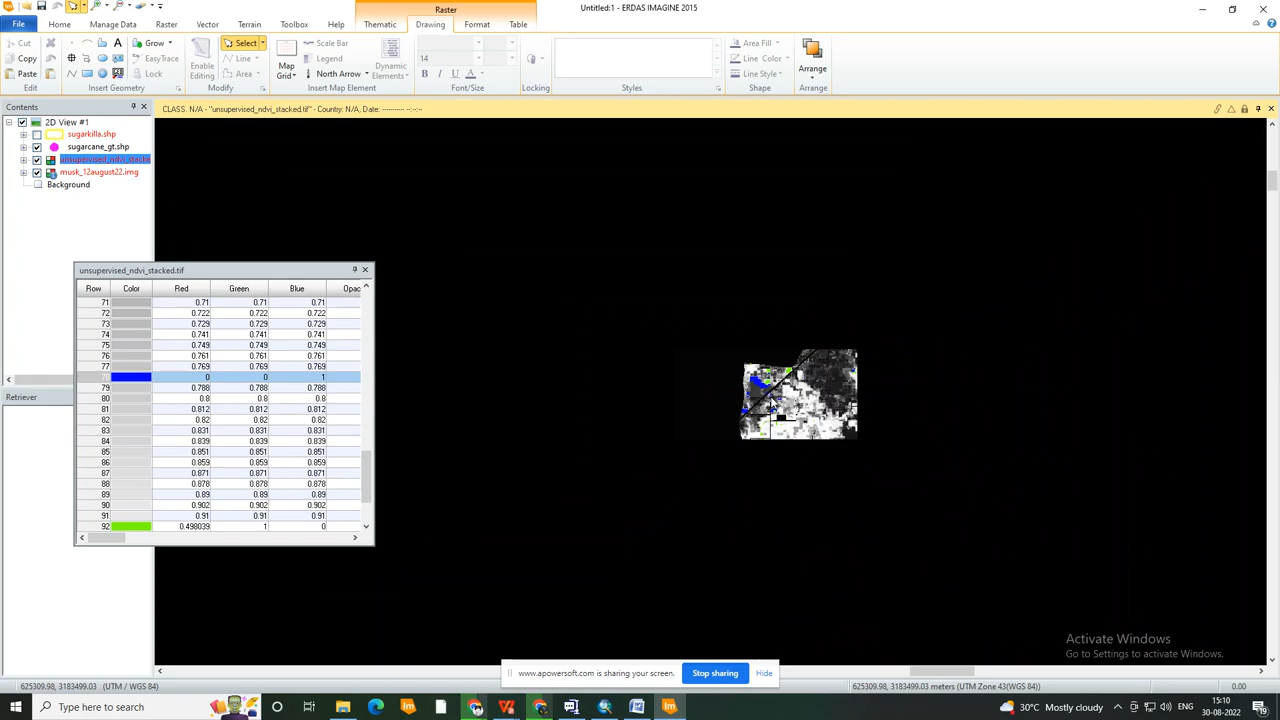 Raster
Untitled:1 - ERDAS IMAGINE 2015
File Home Manage Data Raster Vector Terrain Toolbox Help Thematic Drawing Format Table
Cut
Copy
Paste
Edit
A
Grow
EasyTrace
Lock
Insert Geometry
Enable Editing
Select
Line
Area
Modify
Map Grid
Scale Bar
Legend
North Arrow
Dynamic Elements
Insert Map Element
14
B I U A
Font/Size
Locking
Styles
Area Fill
Line Color
Line Style
Shape
Arrange
Arrange
Contents
CLASS. N/A - "unsupervised_ndvi_stacked.tif" - Country: N/A, Date: ----------- --:--:--
2D View #1
sugarkilla.shp
sugarcane_gt.shp
unsupervised_ndvi_stacke
musk_12august22.img
Background
Retriever
unsupervised_ndvi_stacked.tif
Row Color Red Green Blue Opac
71 0.71 0.71 0.71
72 0.722 0.722 0.722
73 0.729 0.729 0.729
74 0.741 0.741 0.741
75 0.749 0.749 0.749
76 0.761 0.761 0.761
77 0.769 0.769 0.769
0 0 1
79 0.788 0.788 0.788
80 0.8 0.8 0.8
81 0.812 0.812 0.812
82 0.82 0.82 0.82
83 0.831 0.831 0.831
84 0.839 0.839 0.839
85 0.851 0.851 0.851
86 0.859 0.859 0.859
87 0.871 0.871 0.871
88 0.878 0.878 0.878
89 0.89 0.89 0.89
90 0.902 0.902 0.902
91 0.91 0.91 0.91
92 0.498039 1 0
Activate Windows
Go to Settings to activate Windows.
www.apowersoft.com is sharing your screen. Stop sharing Hide
625309.98, 3183499.03 (UTM / WGS 84)
625309.98, 3183499.03 meters (UTM Zone 43(WGS 84)) 0.00
Type here to search
30°C Mostly cloudy
ENG
15:10
30-08-2022